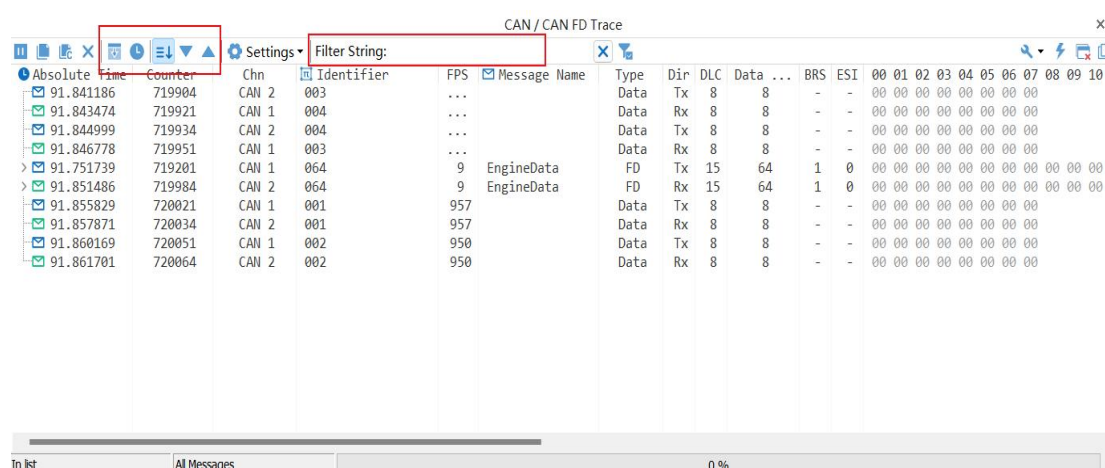 CAN / CAN FD Trace
Settings Filter String:
Absolute Time Counter Chn Identifier FPS Message Name Type Dir DLC Data ... BRS ESI 00 01 02 03 04 05 06 07 08 09 10
91.841186 719904 CAN 2 003 ... Data Tx 8 8 - - 00 00 00 00 00 00 00 00
91.843474 719921 CAN 1 004 ... Data Rx 8 8 - - 00 00 00 00 00 00 00 00
91.844999 719934 CAN 2 004 ... Data Tx 8 8 - - 00 00 00 00 00 00 00 00
91.846778 719951 CAN 1 003 ... Data Rx 8 8 - - 00 00 00 00 00 00 00 00
91.751739 719201 CAN 1 064 9 EngineData FD Tx 15 64 1 0 00 00 00 00 00 00 00 00 00 00 00
91.851486 719984 CAN 2 064 9 EngineData FD Rx 15 64 1 0 00 00 00 00 00 00 00 00 00 00 00
91.855829 720021 CAN 1 001 957 Data Tx 8 8 - - 00 00 00 00 00 00 00 00
91.857871 720034 CAN 2 001 957 Data Rx 8 8 - - 00 00 00 00 00 00 00 00
91.860169 720051 CAN 1 002 950 Data Tx 8 8 - - 00 00 00 00 00 00 00 00
91.861701 720064 CAN 2 002 950 Data Rx 8 8 - - 00 00 00 00 00 00 00 00
In list All Messages 0 %